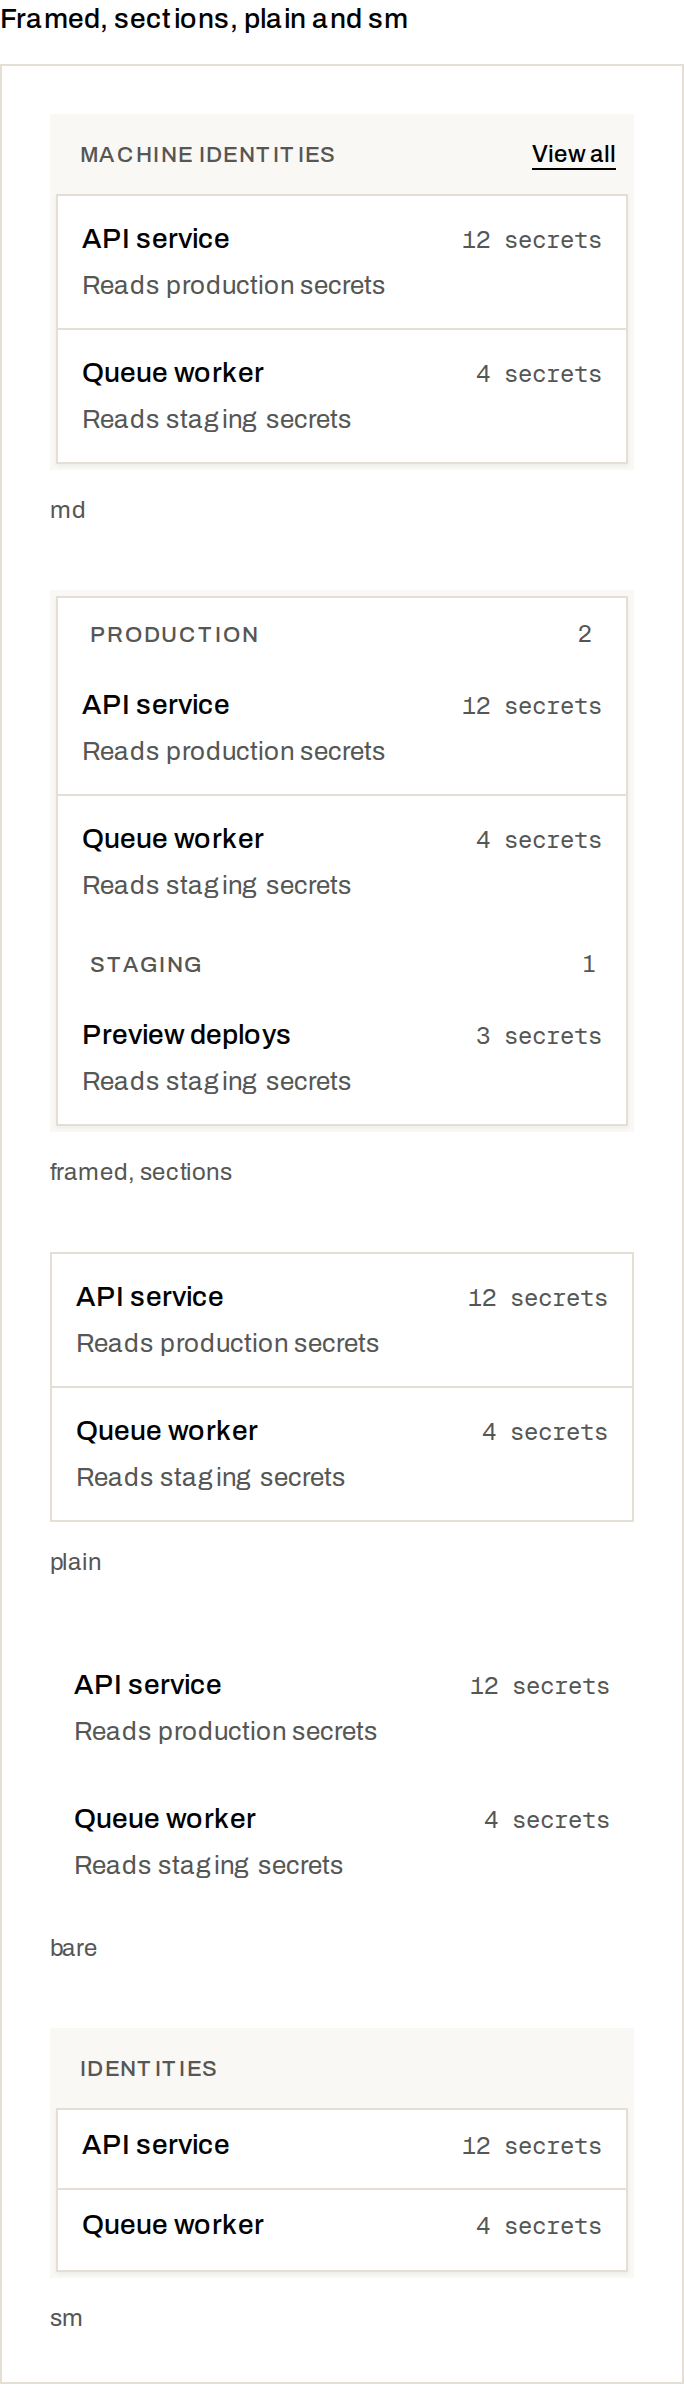 Framed, sections, plain and sm
MACHINE IDENTITIES View all
API service 12 secrets
Reads production secrets
Queue worker 4 secrets
Reads staging secrets
md
PRODUCTION 2
API service 12 secrets
Reads production secrets
Queue worker 4 secrets
Reads staging secrets
STAGING 1
Preview deploys 3 secrets
Reads staging secrets
framed, sections
API service 12 secrets
Reads production secrets
Queue worker 4 secrets
Reads staging secrets
plain
API service 12 secrets
Reads production secrets
Queue worker 4 secrets
Reads staging secrets
bare
IDENTITIES
API service 12 secrets
Queue worker 4 secrets
sm